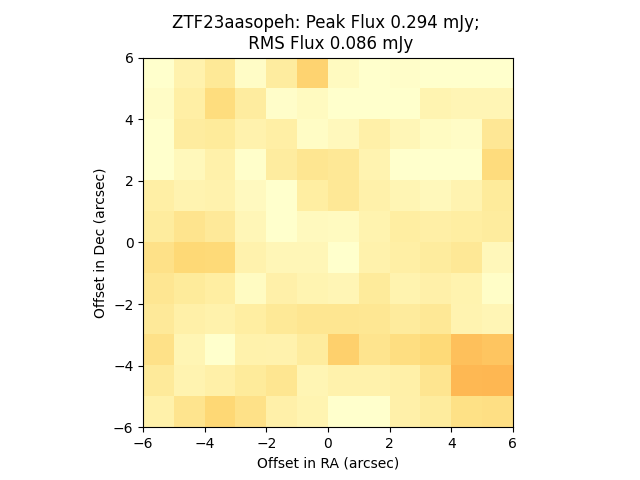 ZTF23aasopeh: Peak Flux 0.294 mJy;
RMS Flux 0.086 mJy
6
4
2
0
−2
−4
−6
Offset in Dec (arcsec)
−6 −4 −2 0 2 4 6
Offset in RA (arcsec)